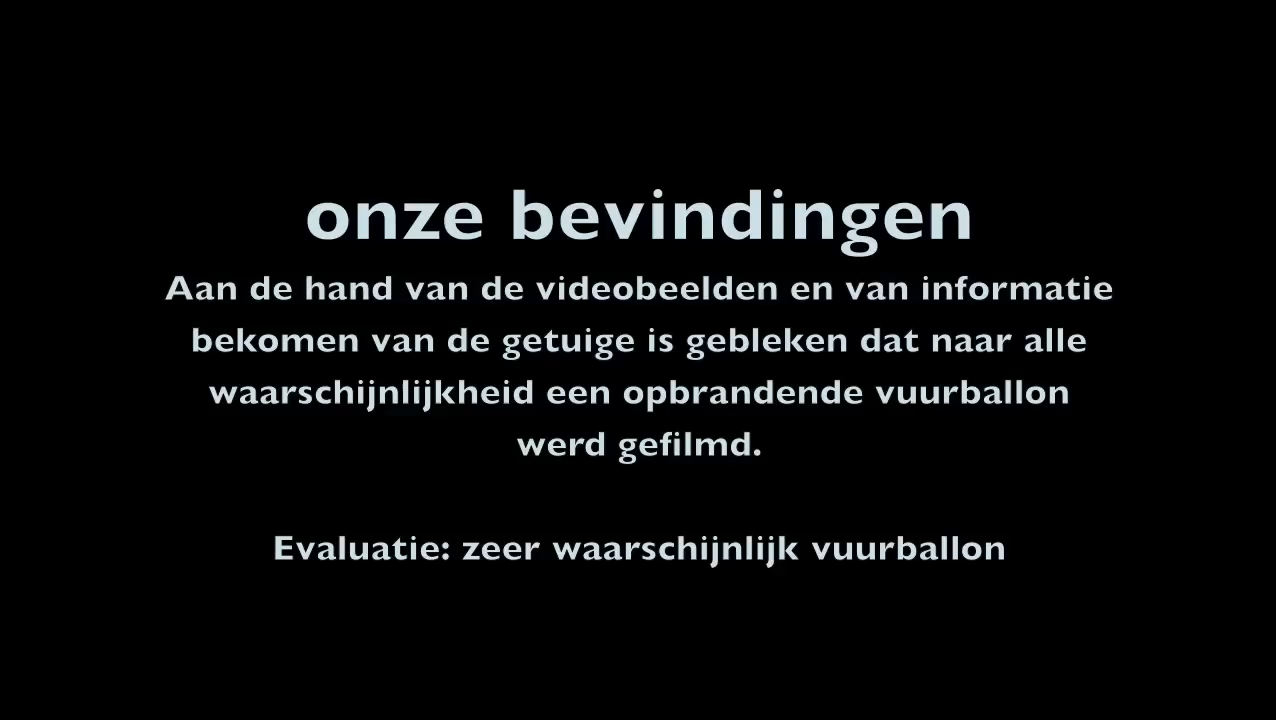 onze bevindingen
Aan de hand van de videobeelden en van informatie
bekomen van de getuige is gebleken dat naar alle
waarschijnlijkheid een opbrandende vuurballon
werd gefilmd.
Evaluatie: zeer waarschijnlijk vuurballon